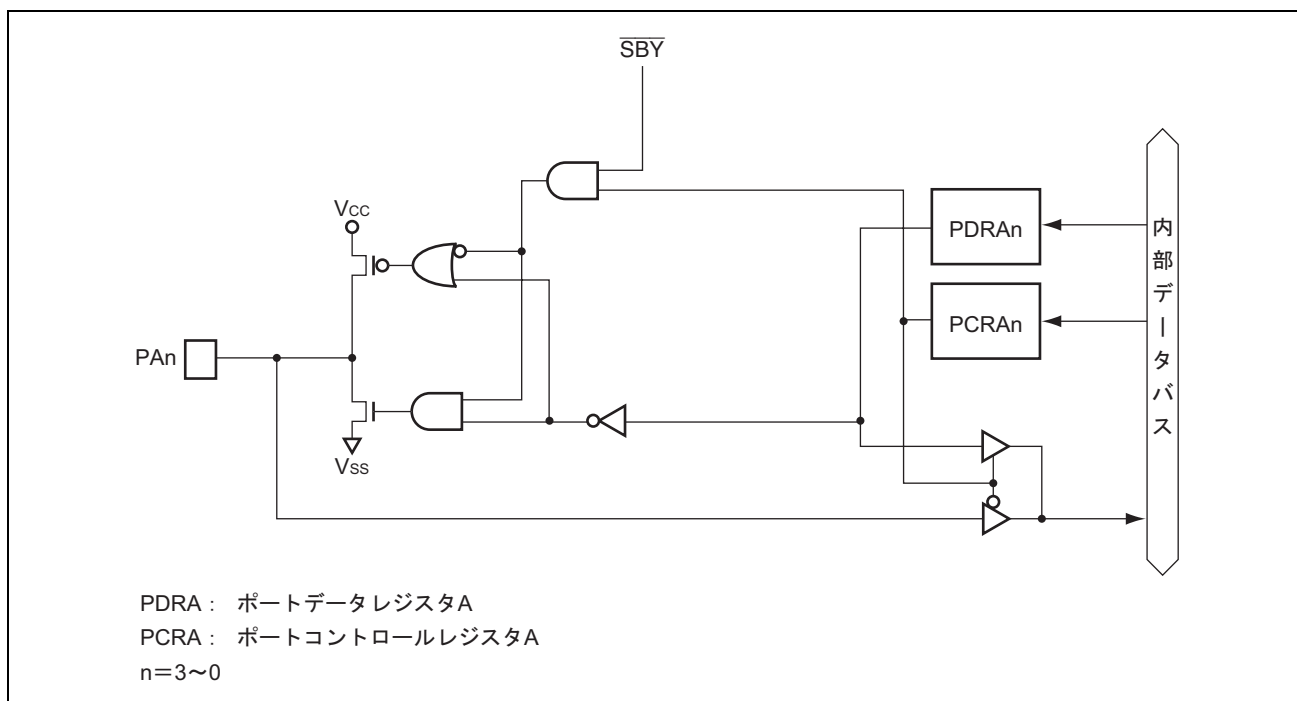 SBY
VCC
PDRAn
PCRAn
内部データバス
PAn
VSS
PDRA： ポートデータレジスタA
PCRA： ポートコントロールレジスタA
n＝3～0